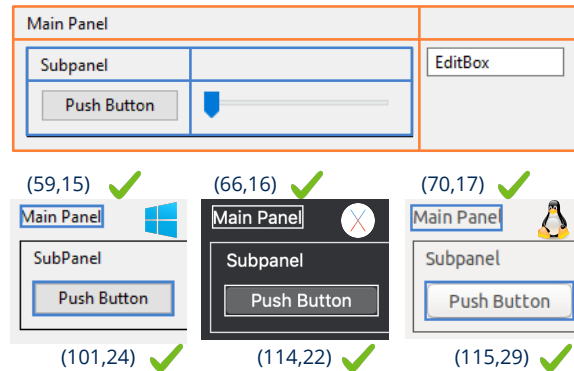 Main Panel
Subpanel
EditBox
Push Button
(59,15)
(66,16)
(70,17)
Main Panel
Main Panel
Main Panel
SubPanel
Subpanel
Subpanel
Push Button
Push Button
Push Button
(101,24)
(114,22)
(115,29)